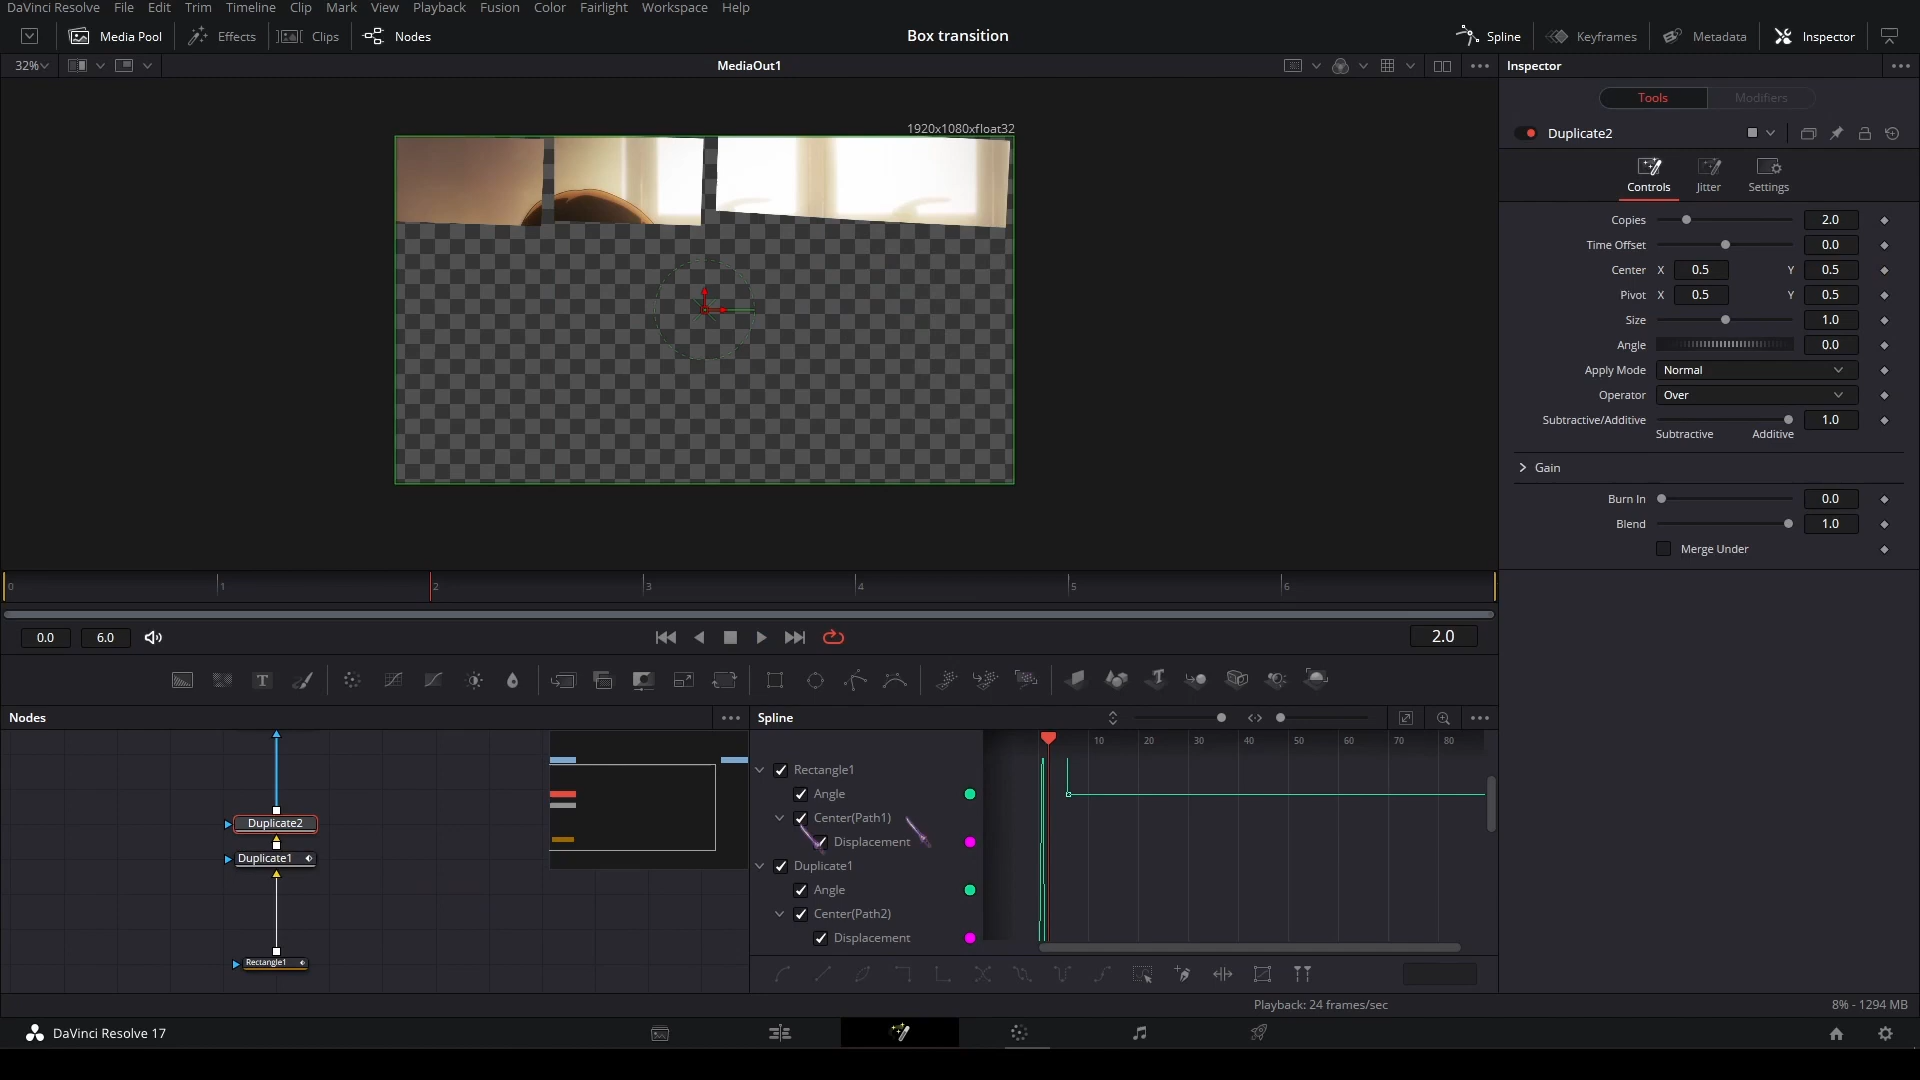 DaVinci Resolve File Edit Trim Timeline Clip Mark View Playback Fusion Color Fairlight Workspace Help
Media Pool Effects Clips Nodes Box transition Spline Keyframes Metadata Inspector
32% MediaOut1 Inspector
Tools Modifiers
1920x1080xfloat32
Duplicate2
Controls Jitter Settings
Copies 2.0
Time Offset 0.0
Center X 0.5 Y 0.5
Pivot X 0.5 Y 0.5
Size 1.0
Angle 0.0
Apply Mode Normal
Operator Over
Subtractive/Additive 1.0
Subtractive Additive
Gain
Burn In 0.0
Blend 1.0
Merge Under
0 1 2 3 4 5 6
0.0 6.0 2.0
T T
Nodes Spline
10 20 30 40 50 60 70 80
Rectangle1
Angle
Center(Path1)
Displacement
Duplicate1
Angle
Center(Path2)
Displacement
Duplicate2
Duplicate1
Rectangle1
Playback: 24 frames/sec 8% - 1294 MB
DaVinci Resolve 17